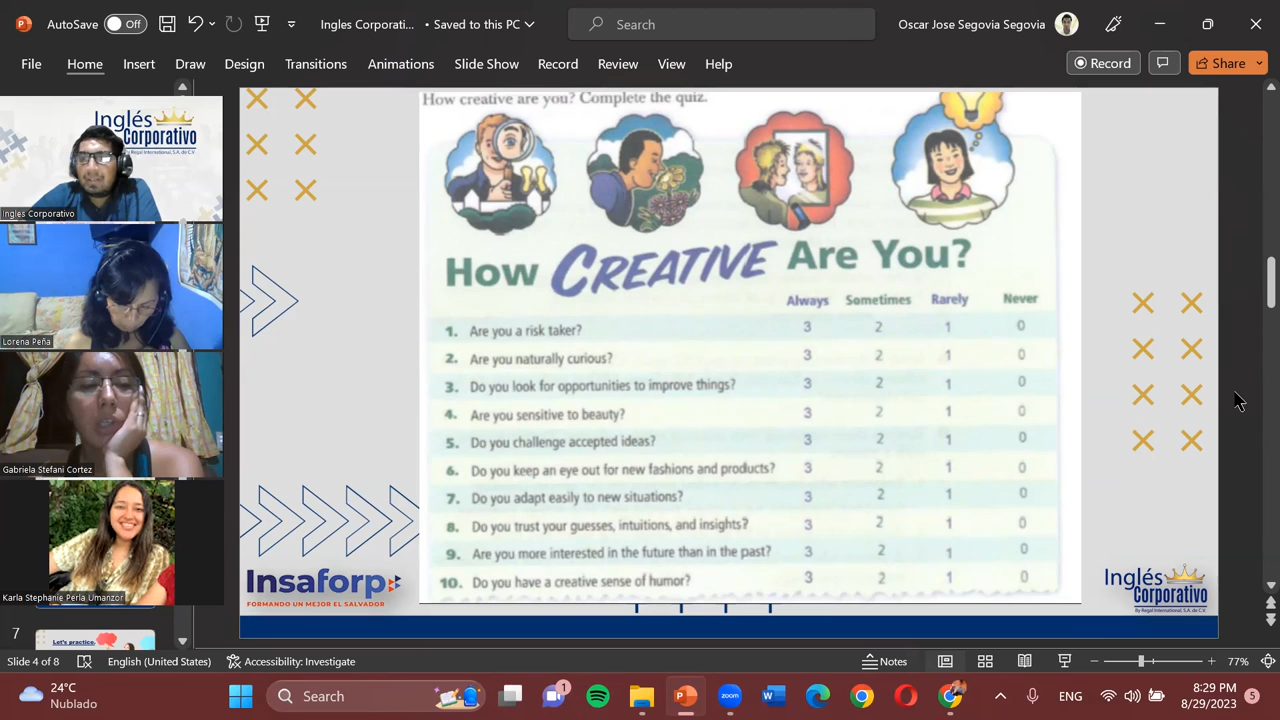 AutoSave Off Ingles Corporati... • Saved to this PC Search Oscar Jose Segovia Segovia
File Home Insert Draw Design Transitions Animations Slide Show Record Review View Help Record Share
Inglés
Corporativo
By Regal International, S.A. de C.V.
Ingles Corporativo
Lorena Peña
Gabriela Stefani Cortez
Karla Stephanie Perla Umanzor
7
Let's practice.
How creative are you? Complete the quiz.
How CREATIVE Are You?
Always Sometimes Rarely Never
1. Are you a risk taker? 3 2 1 0
2. Are you naturally curious? 3 2 1 0
3. Do you look for opportunities to improve things? 3 2 1 0
4. Are you sensitive to beauty? 3 2 1 0
5. Do you challenge accepted ideas? 3 2 1 0
6. Do you keep an eye out for new fashions and products? 3 2 1 0
7. Do you adapt easily to new situations? 3 2 1 0
8. Do you trust your guesses, intuitions, and insights? 3 2 1 0
9. Are you more interested in the future than in the past? 3 2 1 0
10. Do you have a creative sense of humor? 3 2 1 0
Insaforp
FORMANDO UN MEJOR EL SALVADOR
Inglés
Corporativo
By Regal International, S.A. de C.V.
Slide 4 of 8 English (United States) Accessibility: Investigate Notes 77%
24°C
Nublado
Search
1
ENG
8:29 PM
8/29/2023
5